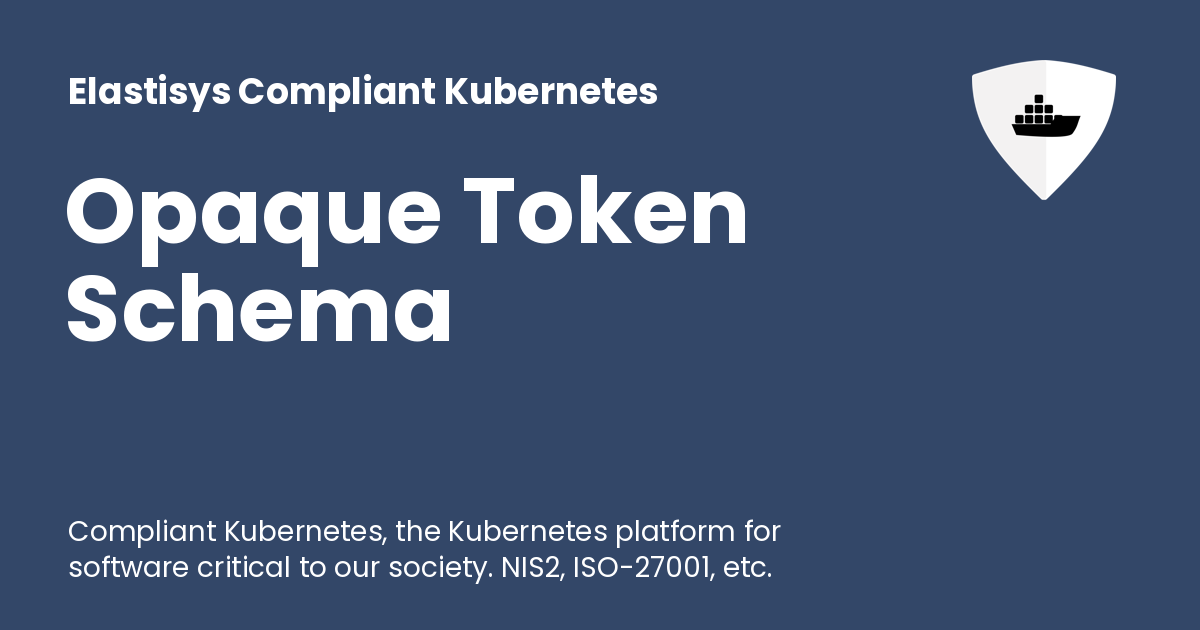 Elastisys Compliant Kubernetes
Opaque Token
Schema
Compliant Kubernetes, the Kubernetes platform for
software critical to our society. NIS2, ISO-27001, etc.